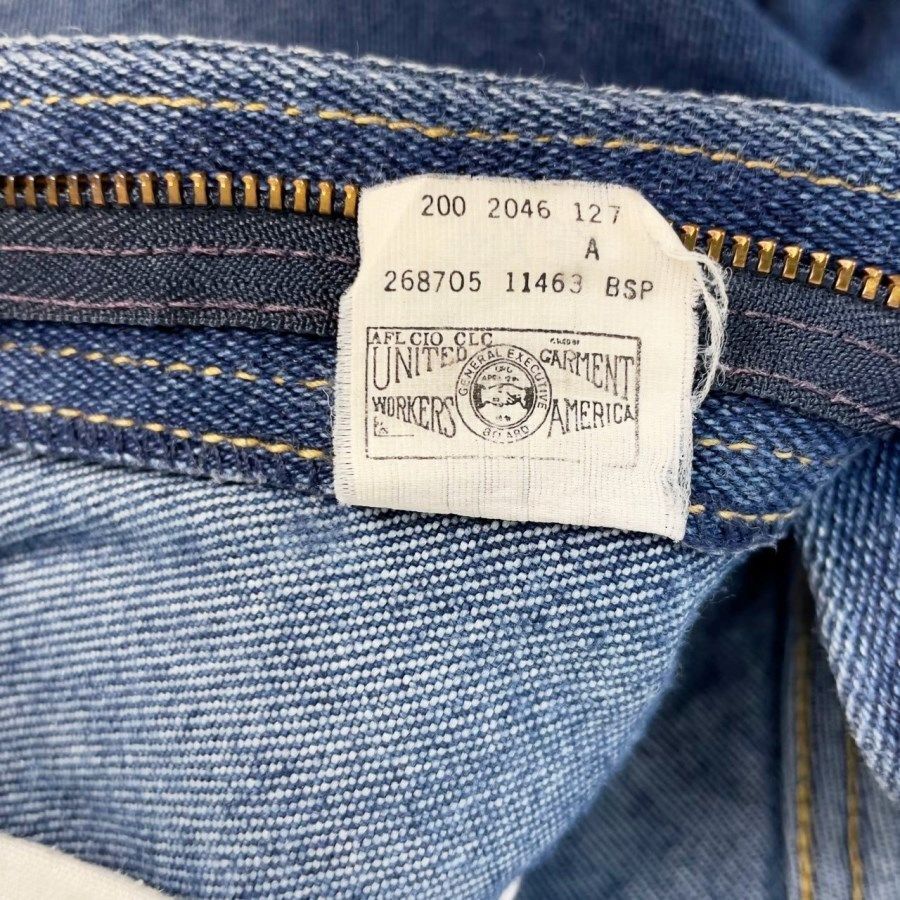 200 2046 127
A
268705 11463 BSP
AFL CIO CLC
UNITED GARMENT
WORKERS AMERICA
GENERAL EXECUTIVE
BOARD